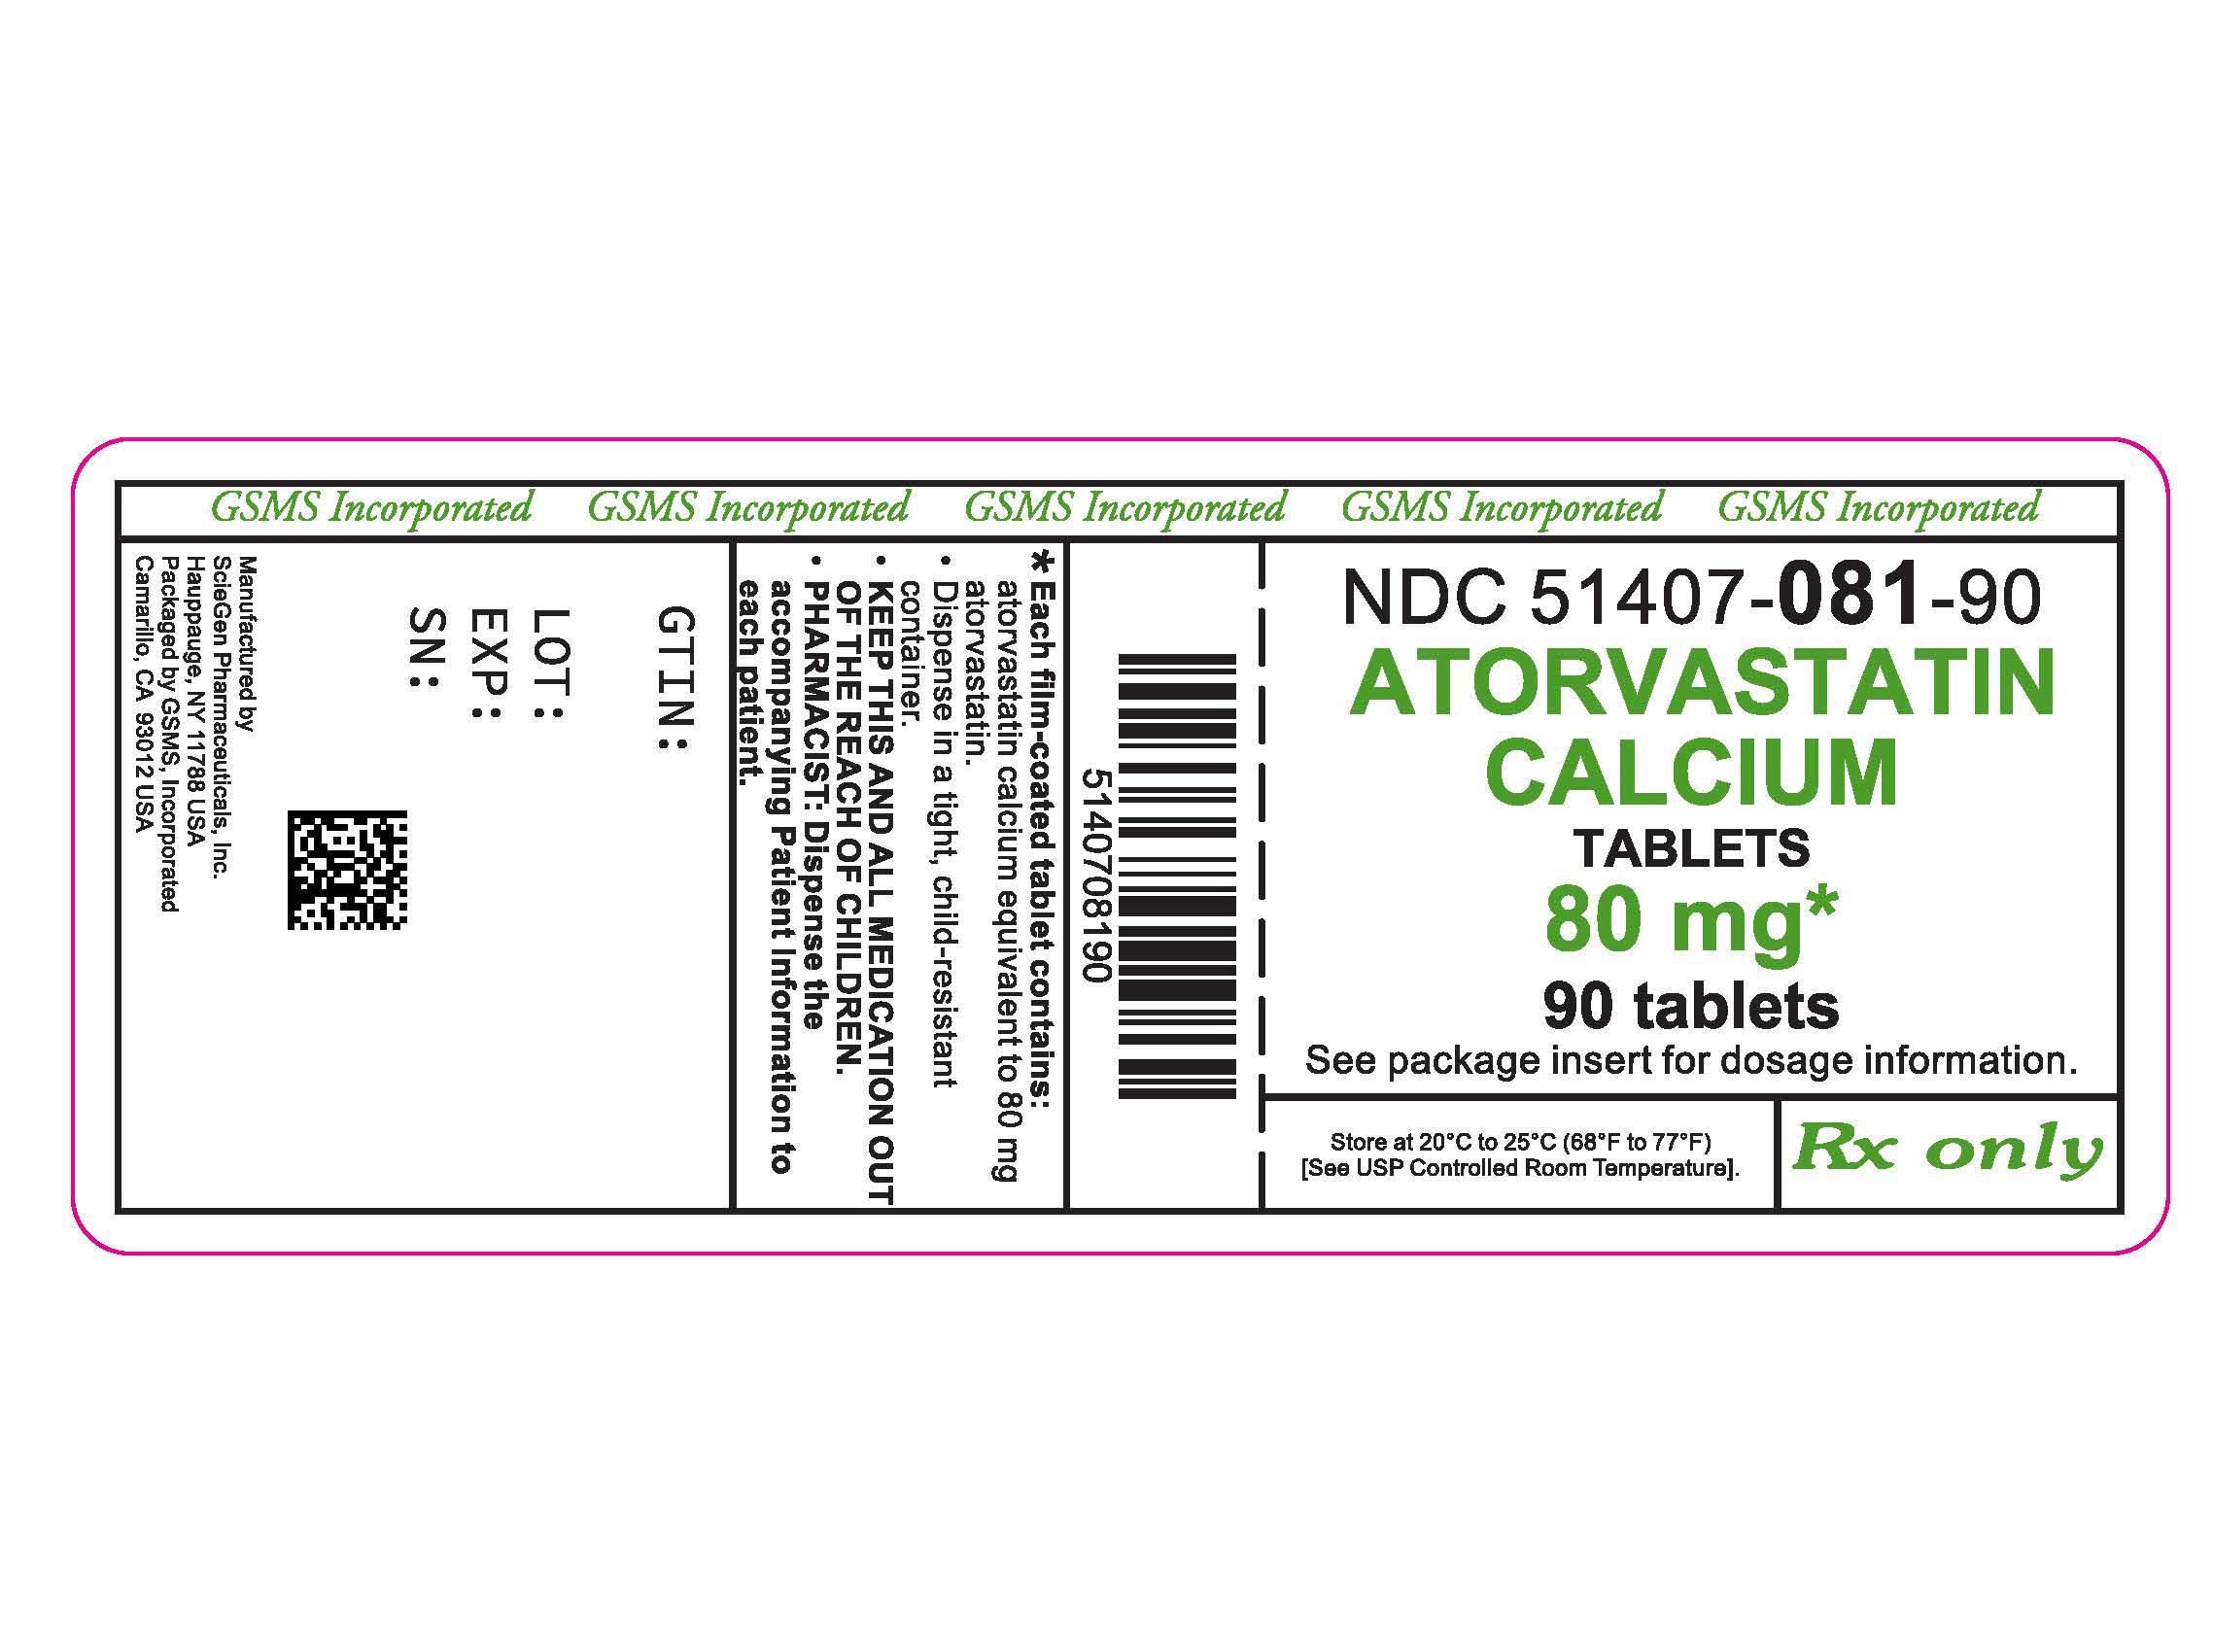 GSMS Incorporated GSMS Incorporated GSMS Incorporated GSMS Incorporated GSMS Incorporated
NDC 51407-081-90
ATORVASTATIN
CALCIUM
TABLETS
80 mg*
90 tablets
See package insert for dosage information.
Store at 20°C to 25°C (68°F to 77°F)
[See USP Controlled Room Temperature].
Rx only
5140708190
* Each film-coated tablet contains:
atorvastatin calcium equivalent to 80 mg
atorvastatin.
• Dispense in a tight, child-resistant
container.
• KEEP THIS AND ALL MEDICATION OUT
OF THE REACH OF CHILDREN.
• PHARMACIST: Dispense the
accompanying Patient Information to
each patient.
GTIN:
LOT:
EXP:
SN:
Manufactured by
ScieGen Pharmaceuticals, Inc.
Hauppauge, NY 11788 USA
Packaged by GSMS, Incorporated
Camarillo, CA 93012 USA